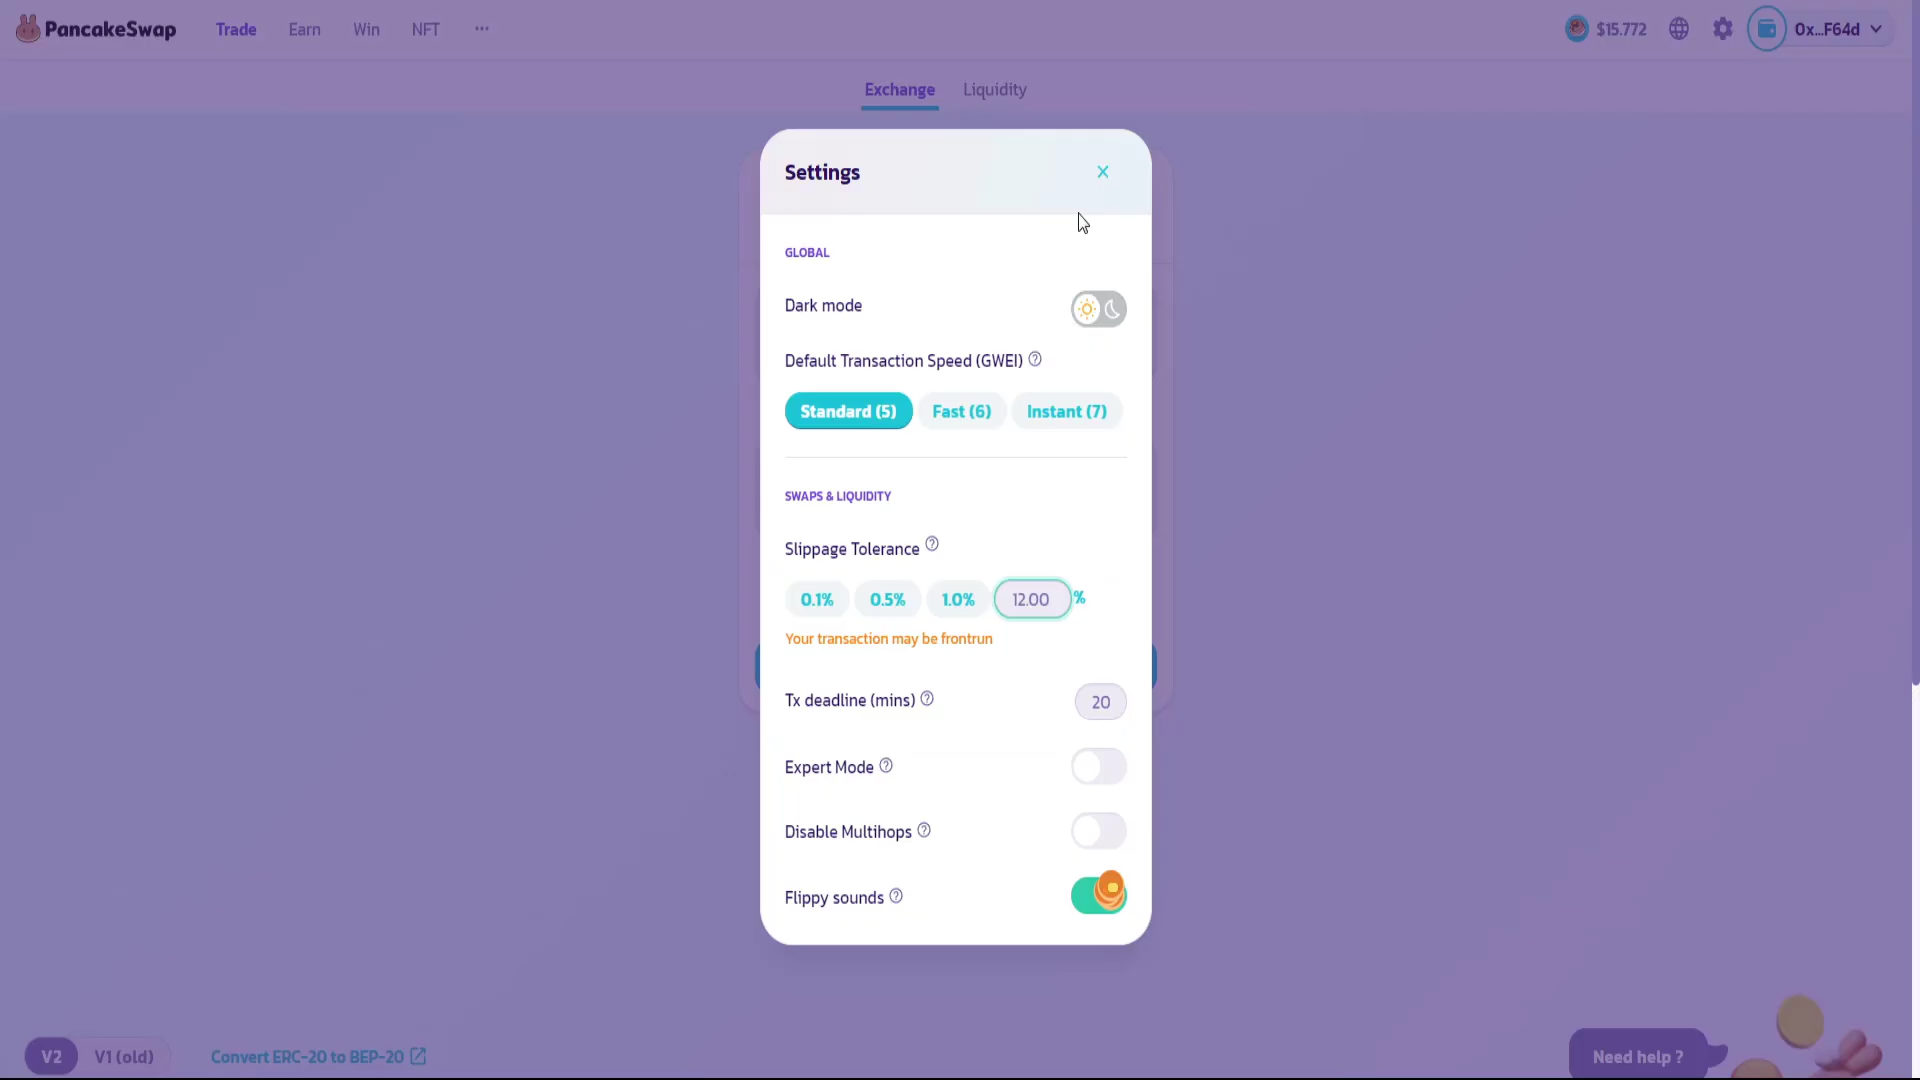 PancakeSwap Trade Earn Win NFT ··· $15.772 0x...F64d
Exchange Liquidity
Settings
GLOBAL
Dark mode
Default Transaction Speed (GWEI)
Standard (5) Fast (6) Instant (7)
SWAPS & LIQUIDITY
Slippage Tolerance
0.1% 0.5% 1.0% 12.00 %
Your transaction may be frontrun
Tx deadline (mins) 20
Expert Mode
Disable Multihops
Flippy sounds
V2 V1 (old) Convert ERC-20 to BEP-20 Need help ?